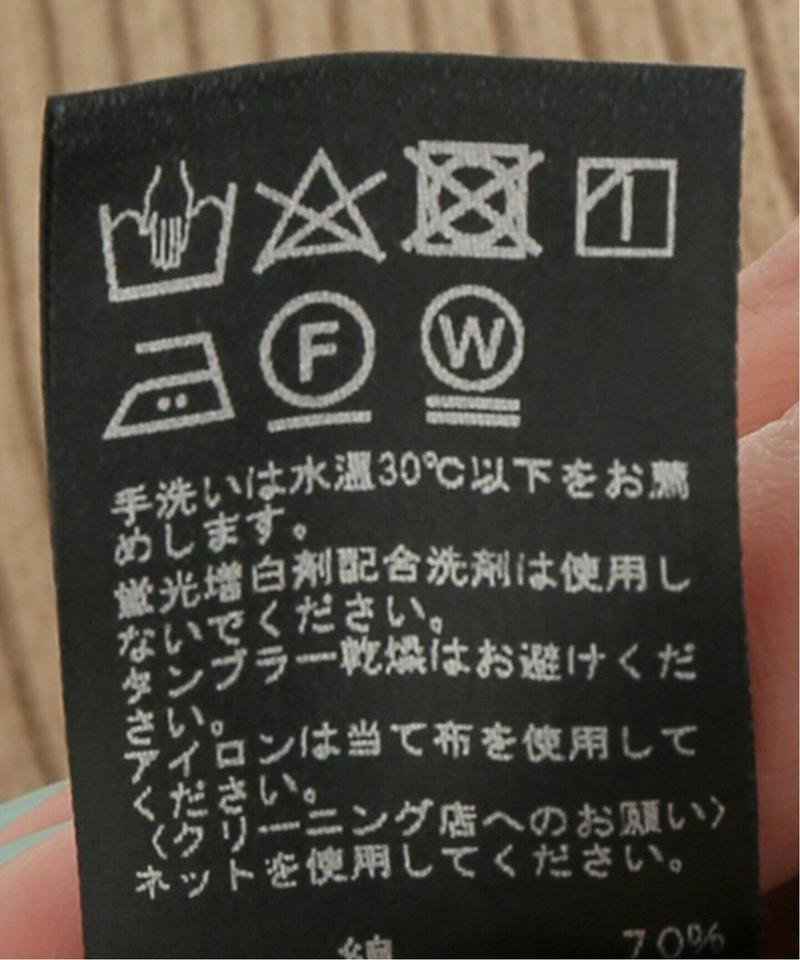 F W
手洗いは水温30℃以下をお薦
めします。
蛍光増白剤配合洗剤は使用し
ないでください。
タンブラー乾燥はお避けくだ
さい。
アイロンは当て布を使用して
ください。
〈クリーニング店へのお願い〉
ネットを使用してください。
綿 70%